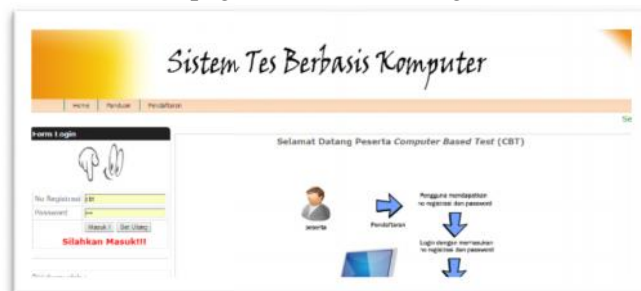 Sistem Tes Berbasis Komputer
Home Panduan Pendaftaran
Se
Form Login
Selamat Datang Peserta Computer Based Test (CBT)
No Registrasi
Password
Masuk ! Set Ulang
Silahkan Masuk!!!
peserta
Pendaftaran
Pengguna mendapatkan
no registrasi dan password
Login dengan memasukan
no registrasi dan password